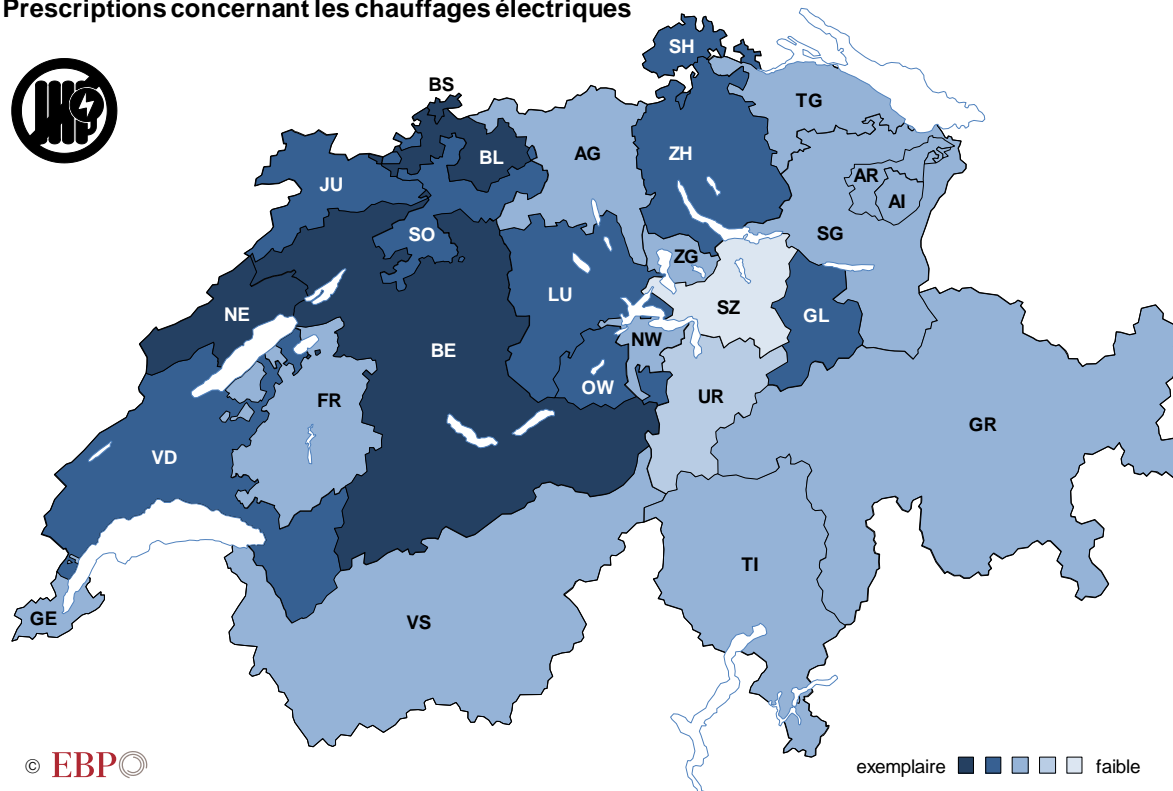 Prescriptions concernant les chauffages électriques
SH
BS
TG
BL
AG
ZH
JU
AR
AI
SO
SG
ZG
LU
SZ
NE
GL
NW
BE
OW
UR
FR
GR
VD
TI
GE
VS
© EBP
exemplaire faible